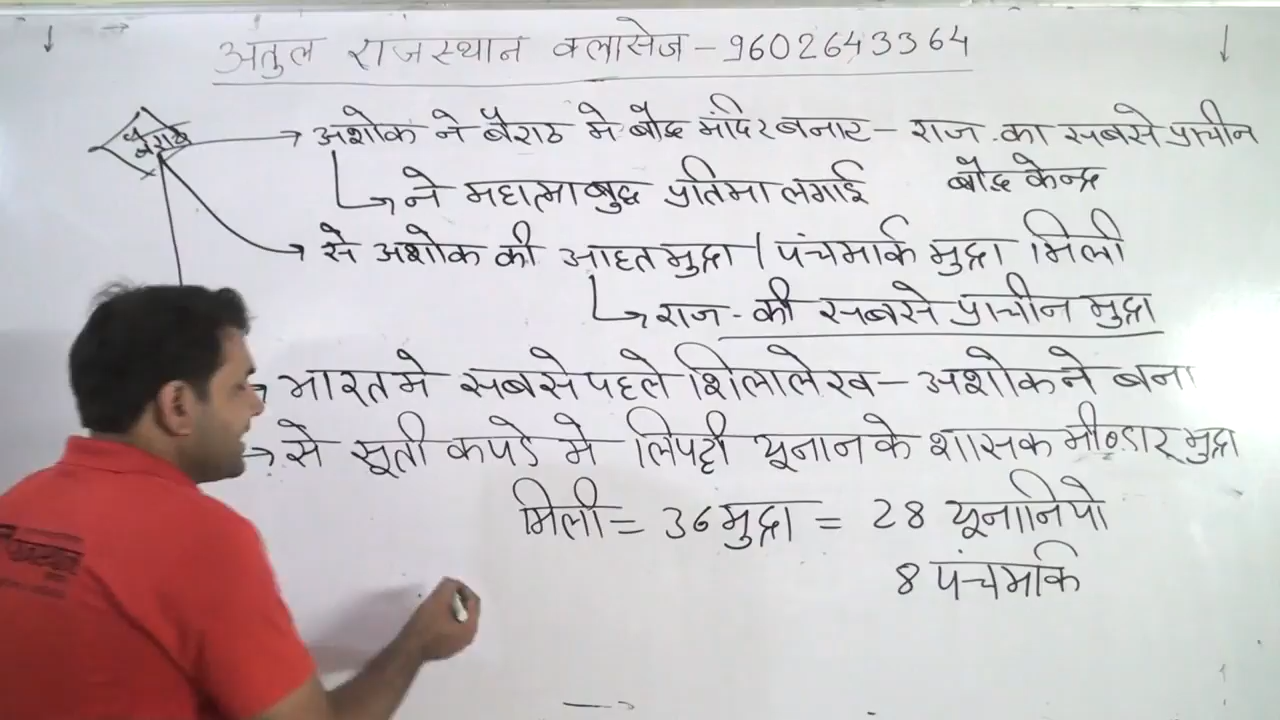 अतुल राजस्थान क्लासेज - 9602643364
बैराठ
अशोक ने बैराठ मे बौद्ध मंदिर बनाए - राज. का सबसे प्राचीन
बौद्ध केन्द्र
ने महात्मा बुद्ध प्रतिमा लगाई
से अशोक की आहत मुद्रा / पंचमार्क मुद्रा मिली
राज. की सबसे प्राचीन मुद्रा
भारत मे सबसे पहले शिलालेख - अशोक ने बना
से सूती कपडे मे लिपटी यूनान के शासक मीण्डार मुद्रा
मिली = 36 मुद्रा = 28 यूनानियो
8 पंचमार्क